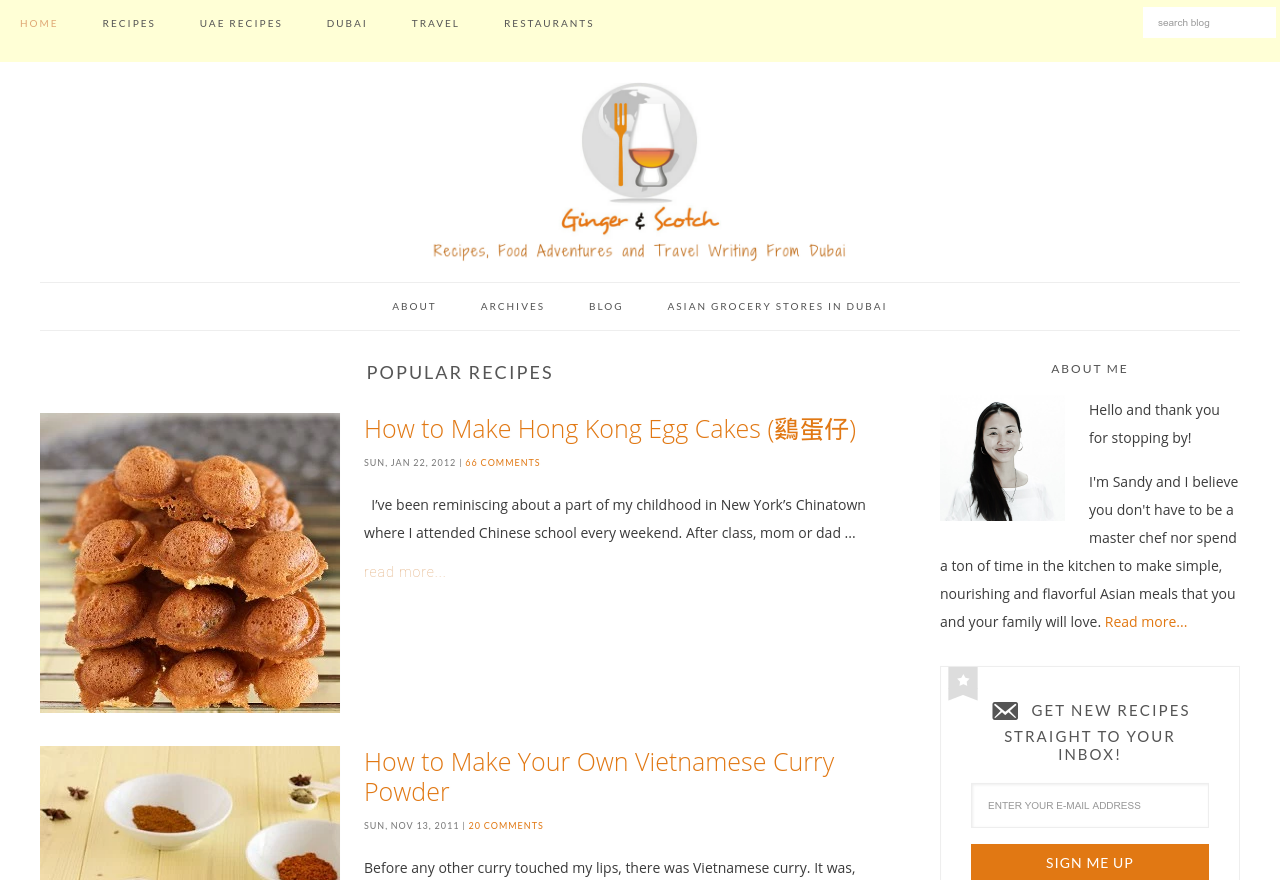 HOME RECIPES UAE RECIPES DUBAI TRAVEL RESTAURANTS search blog
Ginger & Scotch
Recipes, Food Adventures and Travel Writing From Dubai
ABOUT ARCHIVES BLOG ASIAN GROCERY STORES IN DUBAI
POPULAR RECIPES
How to Make Hong Kong Egg Cakes (鷄蛋仔)
SUN, JAN 22, 2012 | 66 COMMENTS
I’ve been reminiscing about a part of my childhood in New York’s Chinatown
where I attended Chinese school every weekend. After class, mom or dad ...
read more...
How to Make Your Own Vietnamese Curry
Powder
SUN, NOV 13, 2011 | 20 COMMENTS
Before any other curry touched my lips, there was Vietnamese curry. It was,
ABOUT ME
Hello and thank you
for stopping by!
I'm Sandy and I believe
you don't have to be a
master chef nor spend
a ton of time in the kitchen to make simple,
nourishing and flavorful Asian meals that you
and your family will love. Read more...
GET NEW RECIPES
STRAIGHT TO YOUR
INBOX!
ENTER YOUR E-MAIL ADDRESS
SIGN ME UP